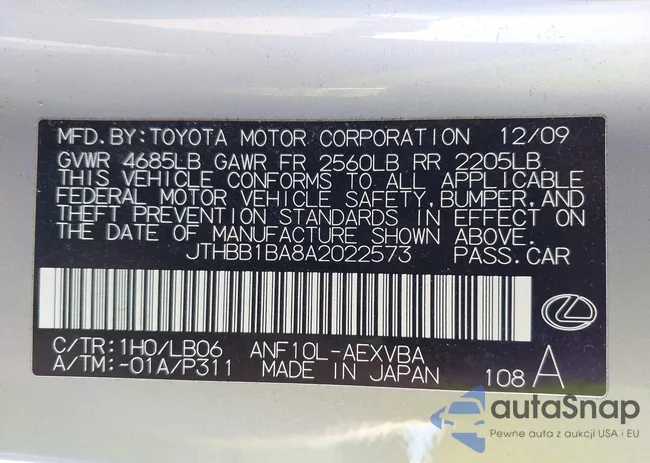 MFD.BY:TOYOTA MOTOR CORPORATION 12/09
GVWR 4685LB GAWR FR 2560LB RR 2205LB
THIS VEHICLE CONFORMS TO ALL APPLICABLE
FEDERAL MOTOR VEHICLE SAFETY,BUMPER,AND
THEFT PREVENTION STANDARDS IN EFFECT ON
THE DATE OF MANUFACTURE SHOWN ABOVE.
JTHBB1BA8A2022573 PASS.CAR
C/TR:1H0/LB06 ANF10L-AEXVBA
A/TM:-01A/P311 MADE IN JAPAN 108 A
autaSnap
Pewne auta z aukcji USA i EU